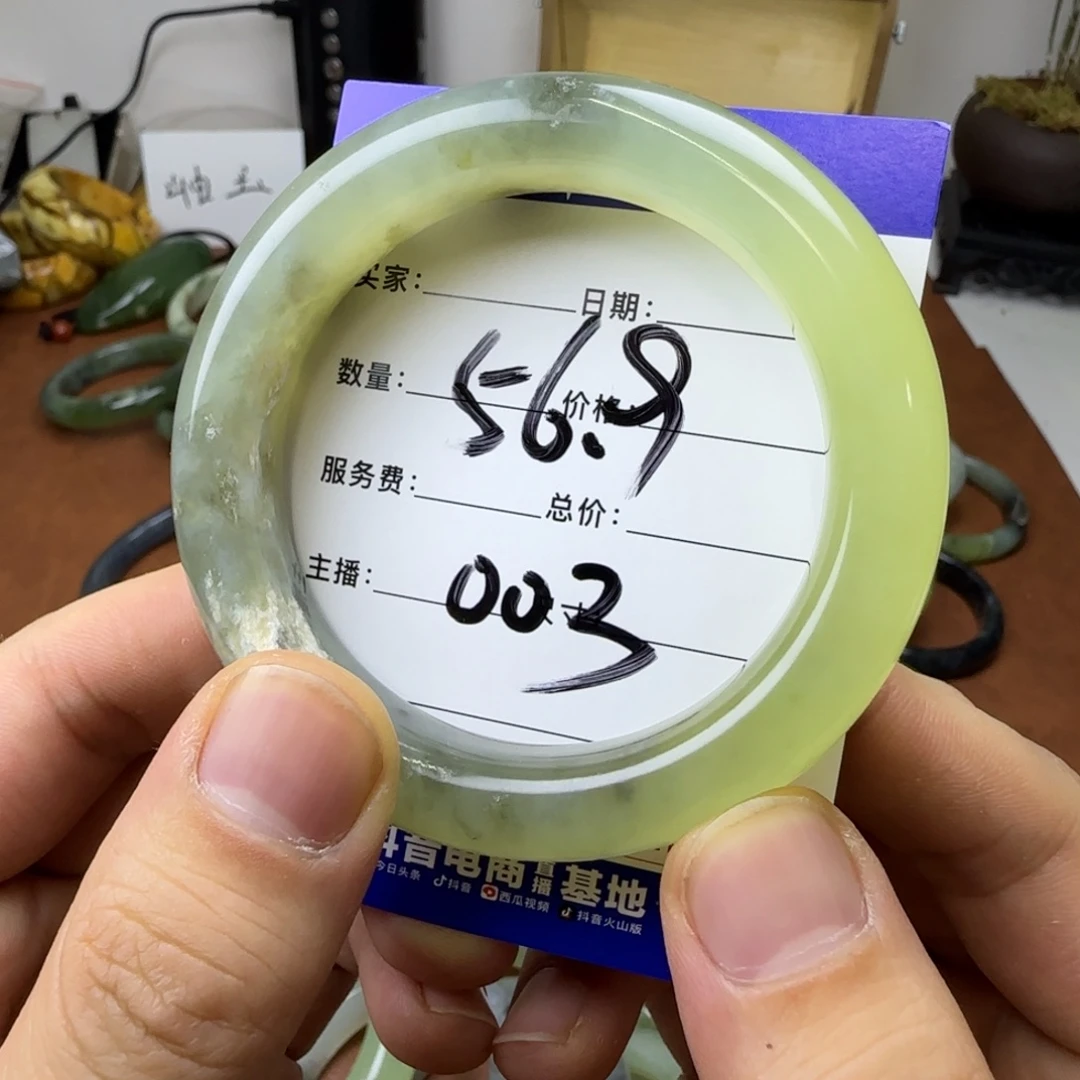 买家: 日期:
数量: 56.9 价格
服务费: 总价:
主播: 003
抖音电商直播基地
今日头条 抖音 西瓜视频 抖音火山版